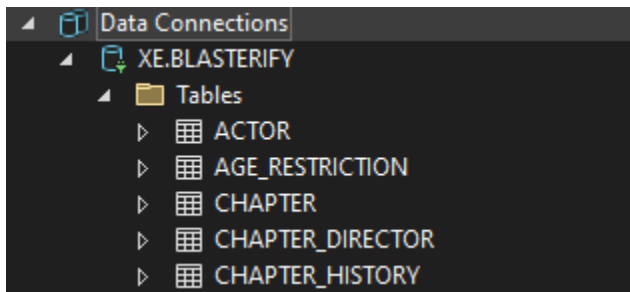 Data Connections
XE.BLASTERIFY
Tables
ACTOR
AGE_RESTRICTION
CHAPTER
CHAPTER_DIRECTOR
CHAPTER_HISTORY